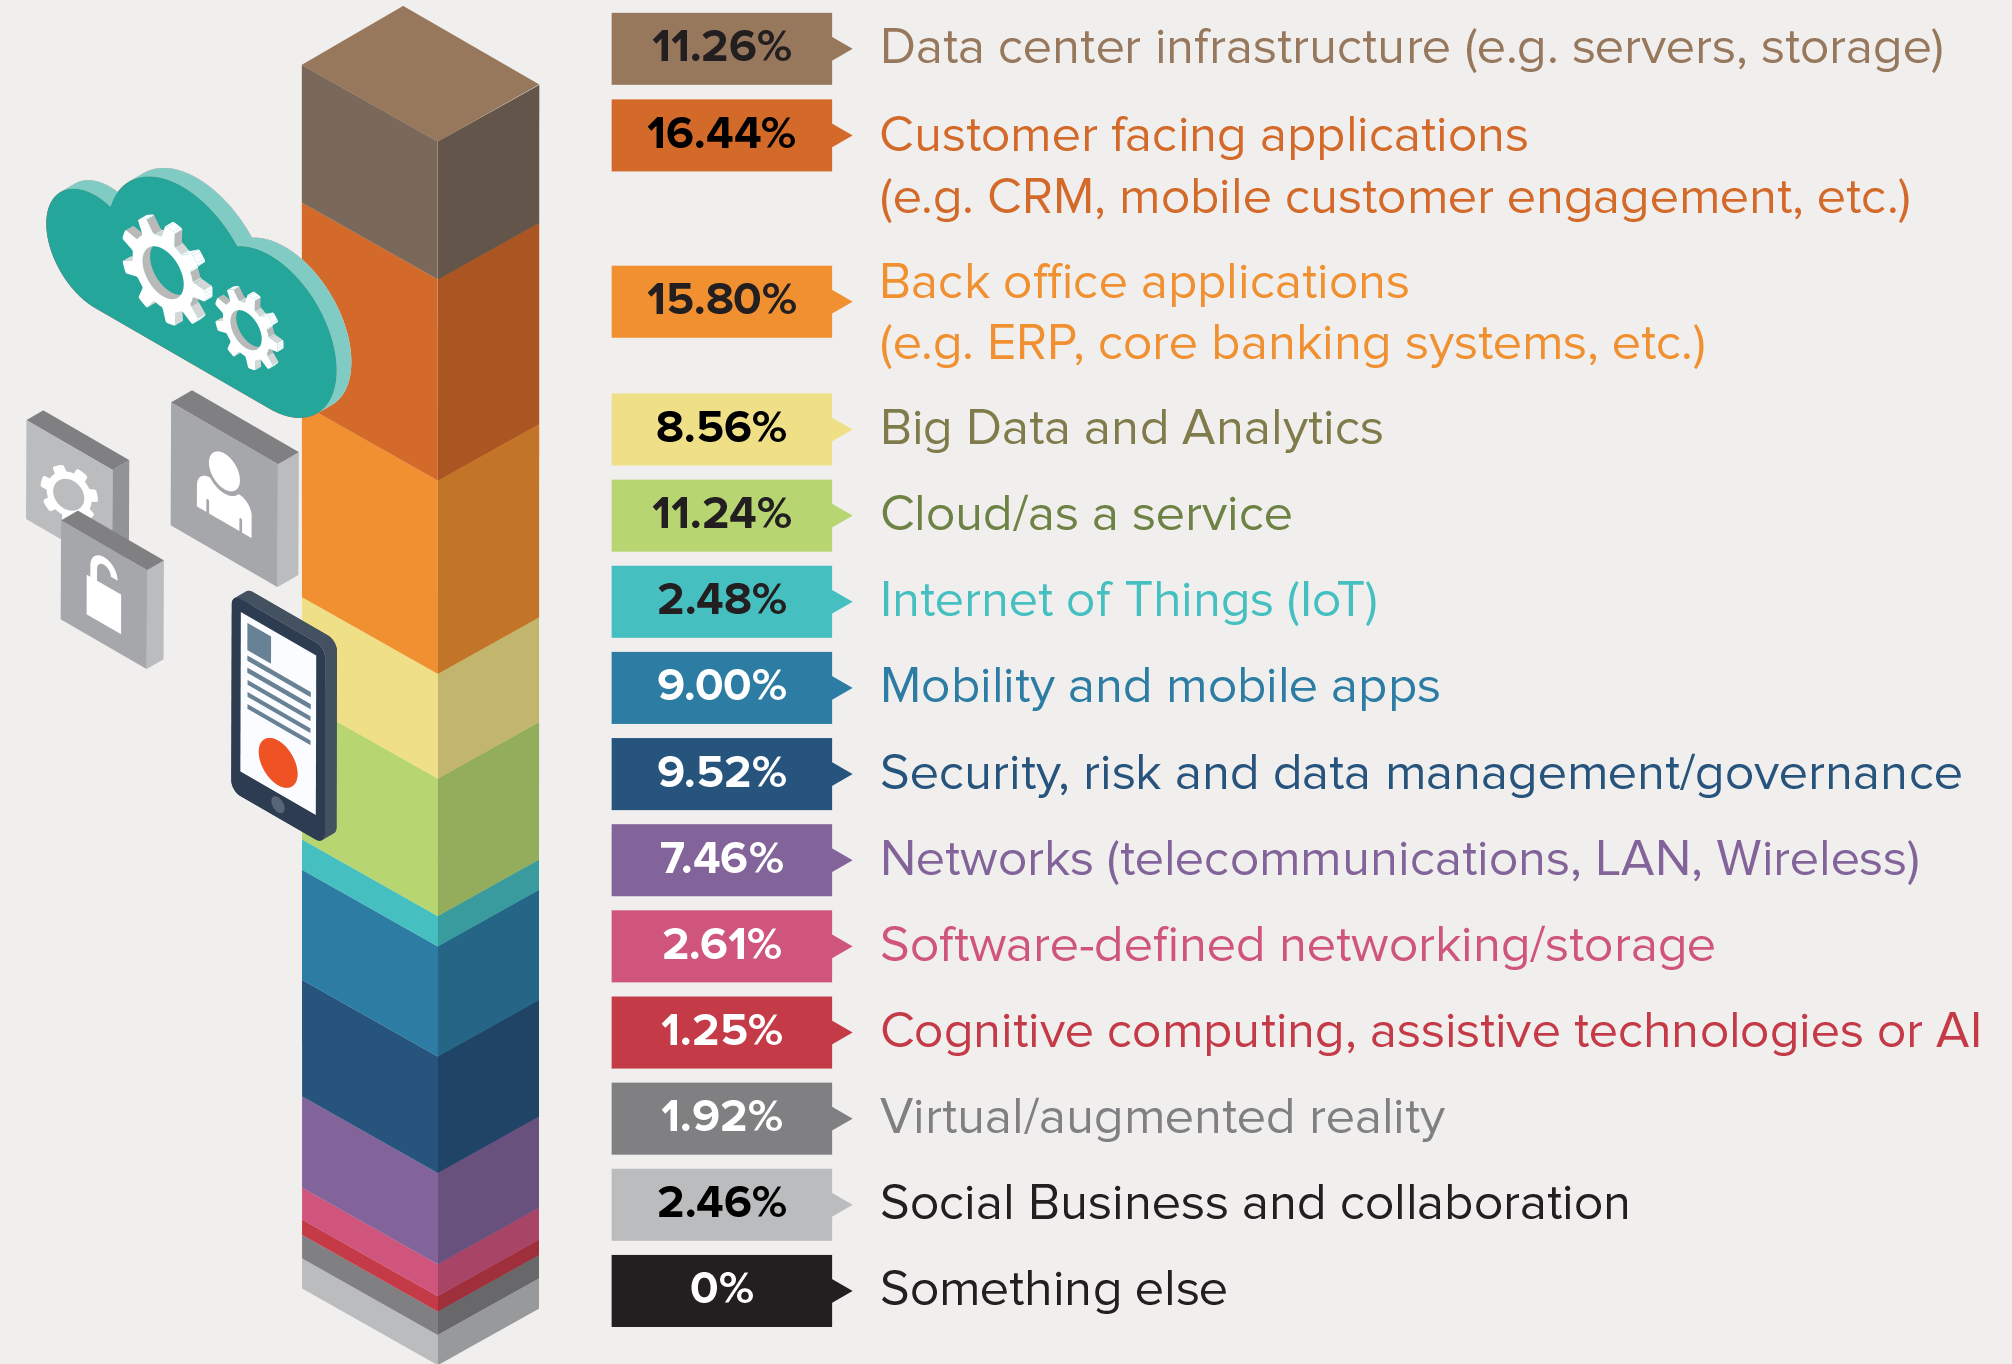 11.26% Data center infrastructure (e.g. servers, storage)
16.44% Customer facing applications
(e.g. CRM, mobile customer engagement, etc.)
15.80% Back office applications
(e.g. ERP, core banking systems, etc.)
8.56% Big Data and Analytics
11.24% Cloud/as a service
2.48% Internet of Things (IoT)
9.00% Mobility and mobile apps
9.52% Security, risk and data management/governance
7.46% Networks (telecommunications, LAN, Wireless)
2.61% Software-defined networking/storage
1.25% Cognitive computing, assistive technologies or AI
1.92% Virtual/augmented reality
2.46% Social Business and collaboration
0% Something else